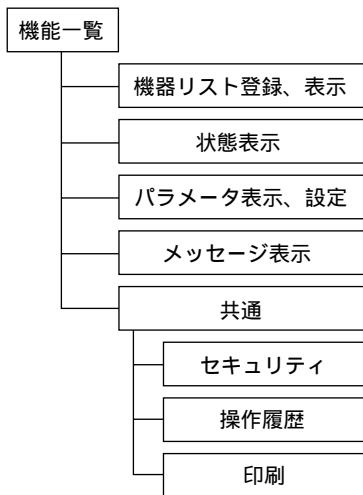 機能一覧
機器リスト登録、表示
状態表示
パラメータ表示、設定
メッセージ表示
共通
セキュリティ
操作履歴
印刷